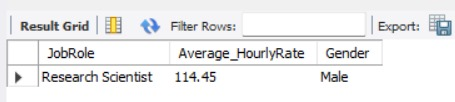 Result Grid Filter Rows: Export:
JobRole Average_HourlyRate Gender
Research Scientist 114.45 Male